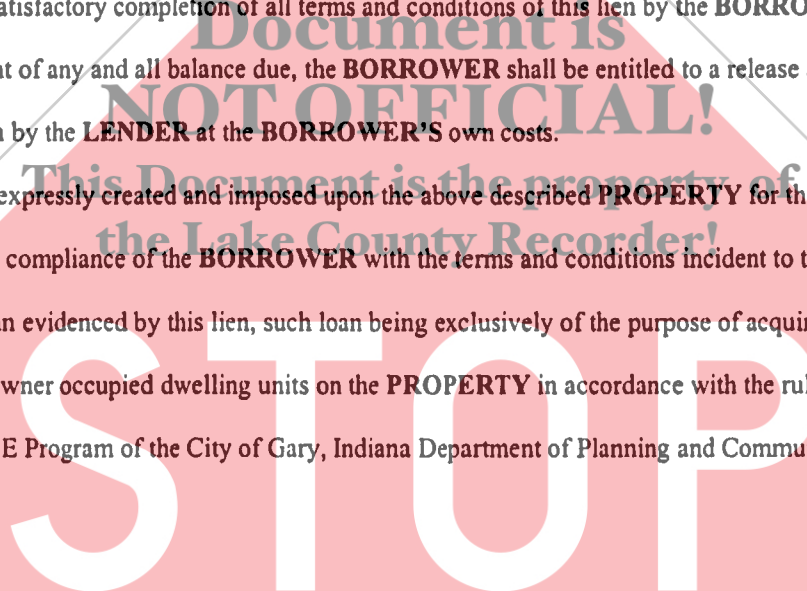 atisfactory completion of all terms and conditions of this lien by the BORRO
Document is
t of any and all balance due, the BORROWER shall be entitled to a release
NOT OFFICIAL!
by the LENDER at the BORROWER'S own costs.
This Document is the property of
expressly created and imposed upon the above described PROPERTY for th
the Lake County Recorder!
compliance of the BORROWER with the terms and conditions incident to t
n evidenced by this lien, such loan being exclusively of the purpose of acquir
STOP
wner occupied dwelling units on the PROPERTY in accordance with the rul
E Program of the City of Gary, Indiana Department of Planning and Commu